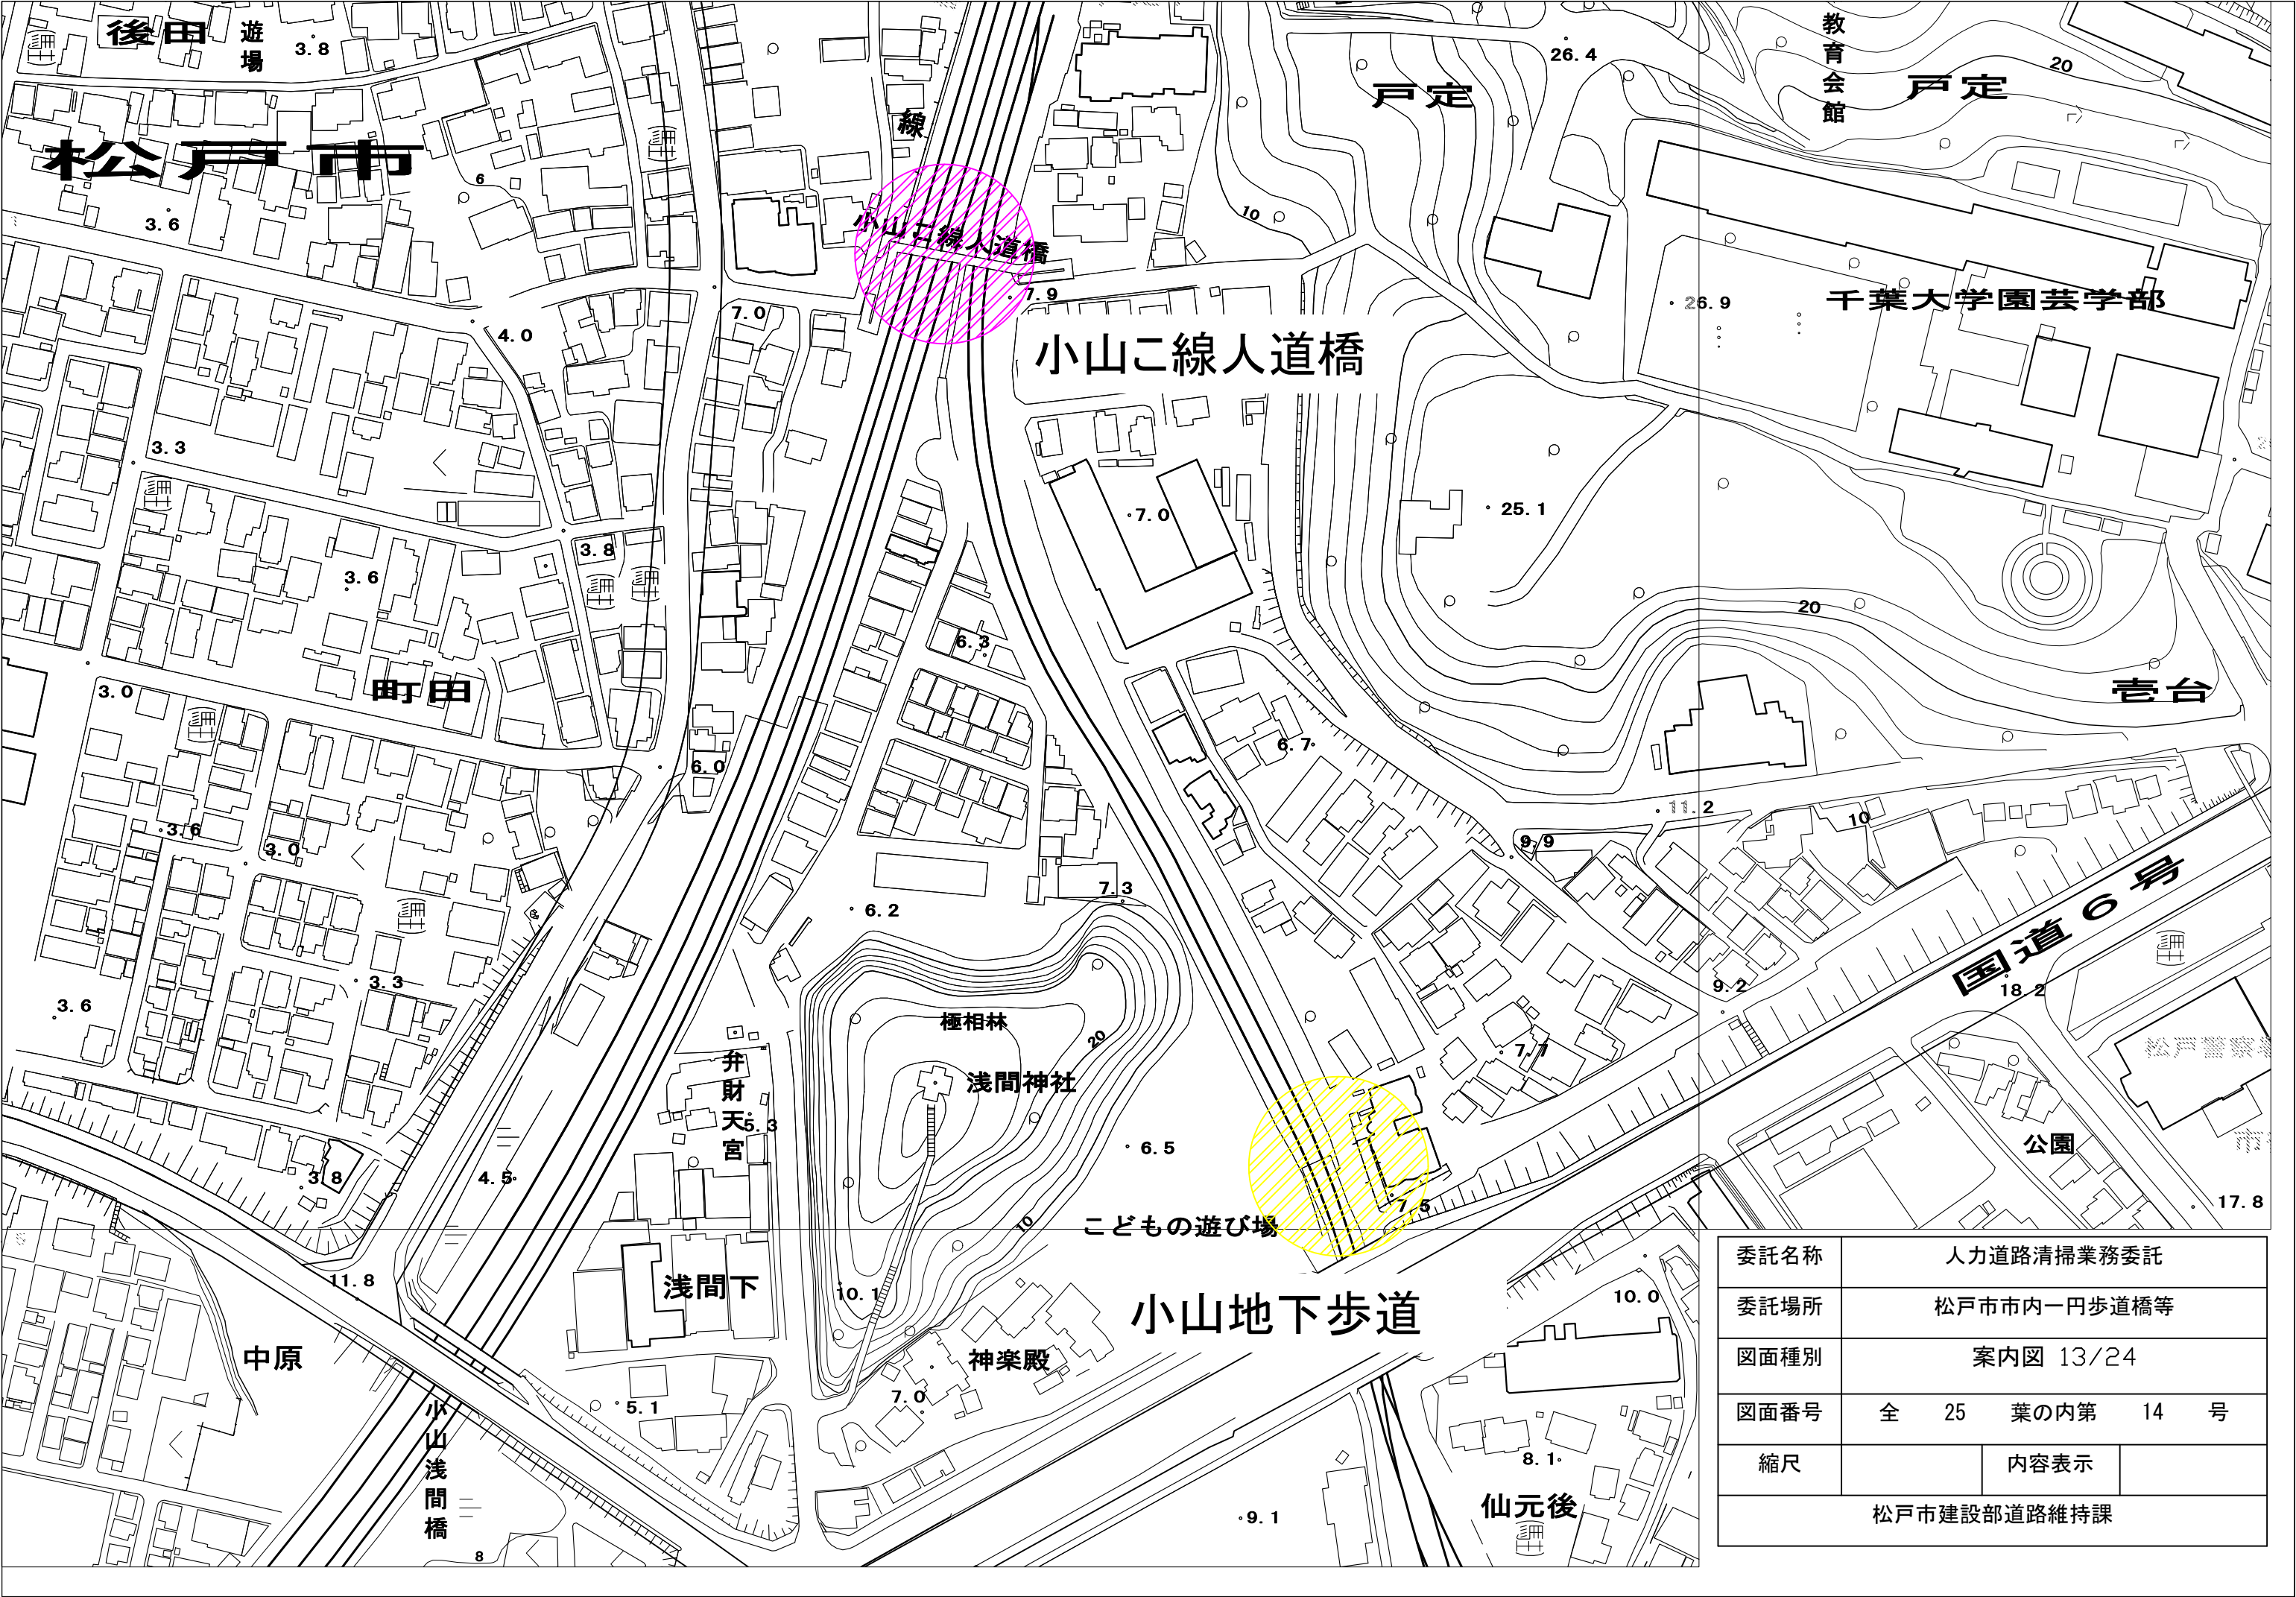 後田
遊場
3.8
松戸市
3.6
6
線
小山こ線人道橋
7.9
7.0
4.0
小山こ線人道橋
戸定
26.4
教育会館
戸定
20
10
26.9
千葉大学園芸学部
3.3
3.6
3.8
7.0
25.1
6.3
20
壱台
3.0
町田
6.0
6.7
3.6
3.0
11.2
10
9.9
7.3
6.2
国道6号
18.2
3.3
3.6
9.2
極相林
20
7.7
浅間神社
弁財天宮
5.3
6.5
公園
3.8
4.5
17.8
7.5
こどもの遊び場
10
浅間下
10.1
11.8
小山地下歩道
10.0
中原
神楽殿
7.0
5.1
小山浅間橋
8.1
仙元後
9.1
8
委託名称 人力道路清掃業務委託
委託場所 松戸市市内一円歩道橋等
図面種別 案内図 13/24
図面番号 全 25 葉の内第 14 号
縮尺 内容表示
松戸市建設部道路維持課